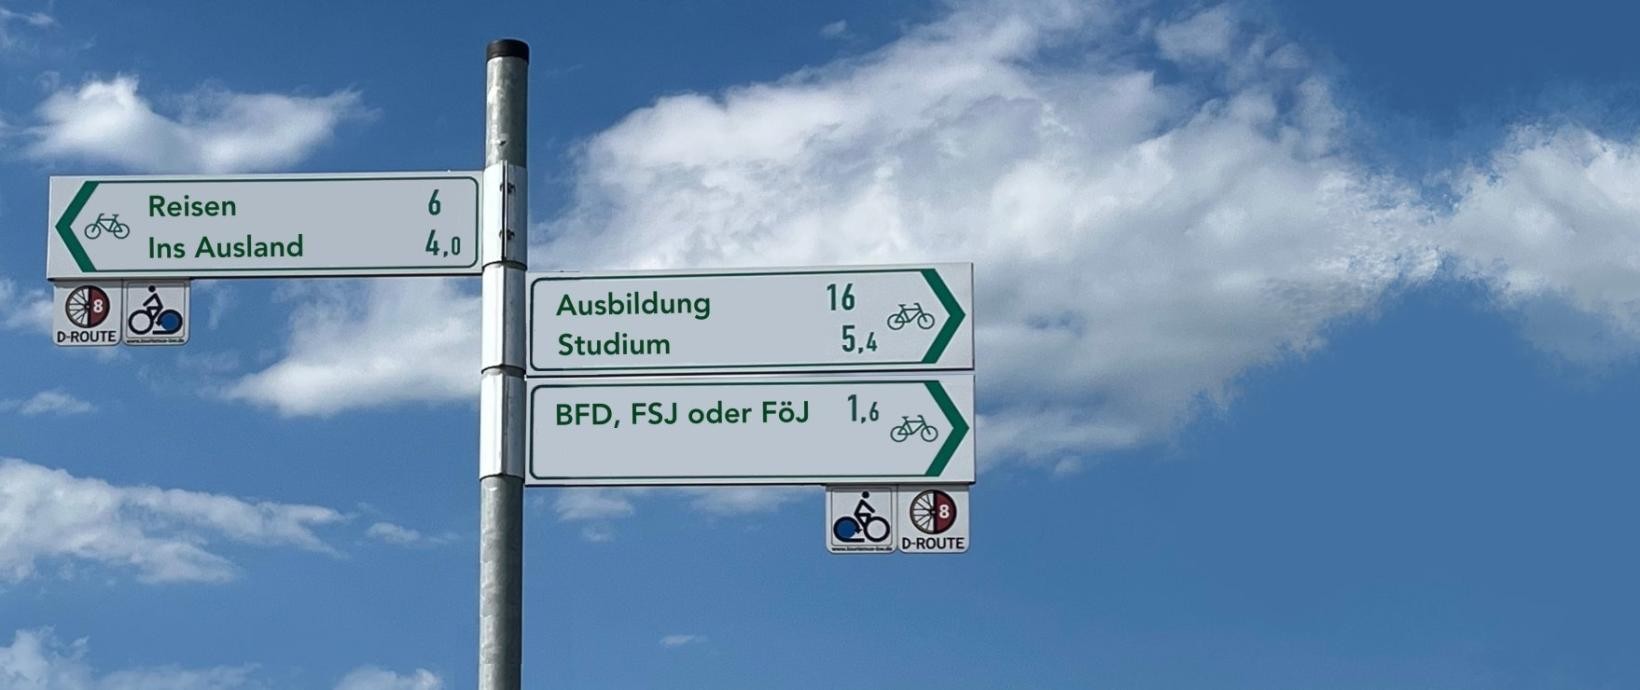 Reisen 6
Ins Ausland 4,0
8
D-ROUTE
Ausbildung 16
Studium 5,4
BFD, FSJ oder FöJ 1,6
8
D-ROUTE